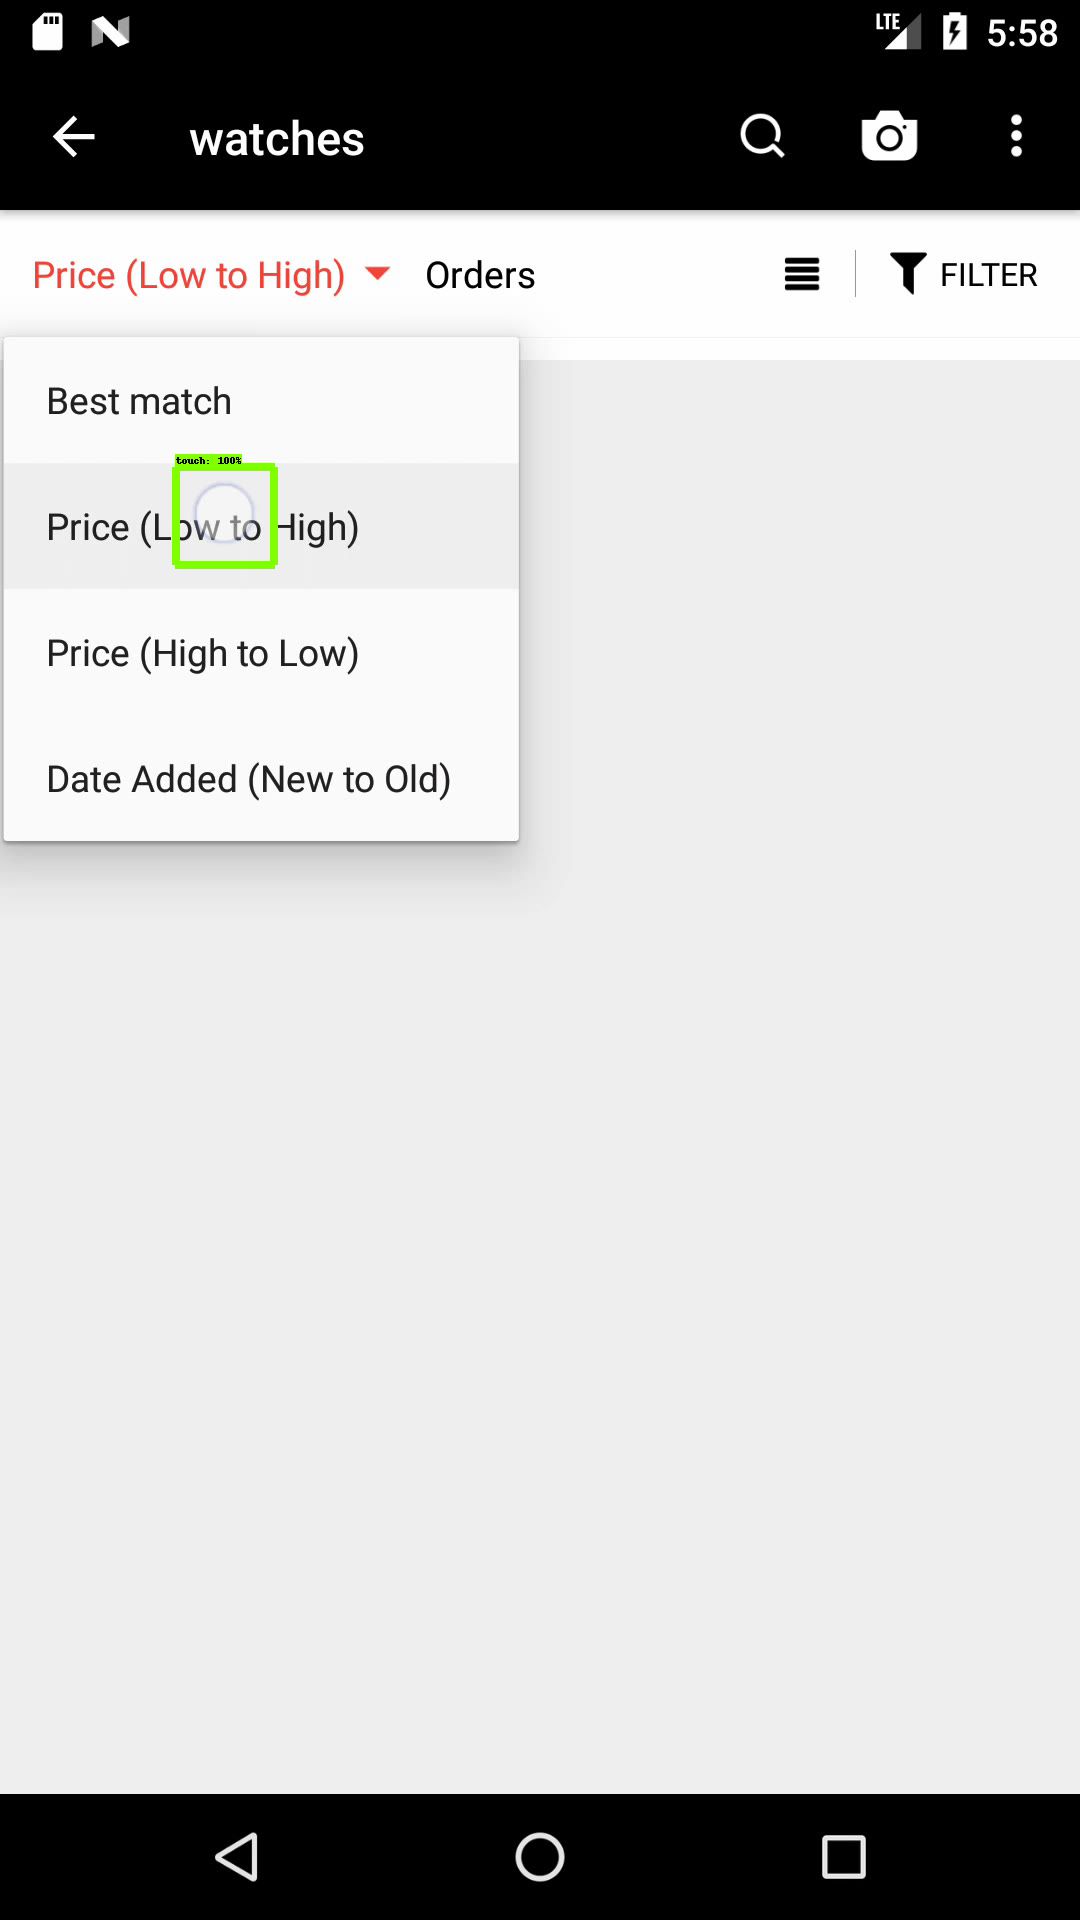 LTE 5:58
watches
Price (Low to High) Orders FILTER
Best match
touch: 100%
Price (Low to High)
Price (High to Low)
Date Added (New to Old)